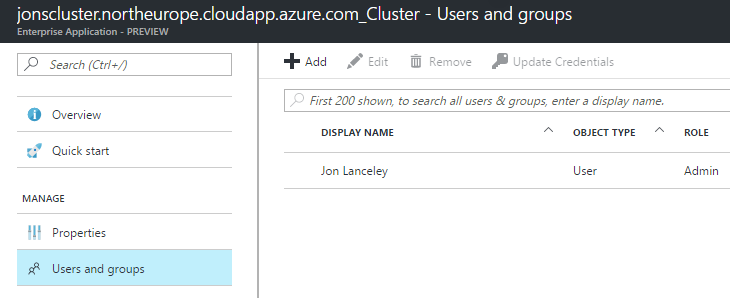 jonscluster.northeurope.cloudapp.azure.com_Cluster - Users and groups
Enterprise Application - PREVIEW
Search (Ctrl+/)
Overview
Quick start
MANAGE
Properties
Users and groups
Add Edit Remove Update Credentials
First 200 shown, to search all users & groups, enter a display name.
DISPLAY NAME OBJECT TYPE ROLE
Jon Lanceley User Admin